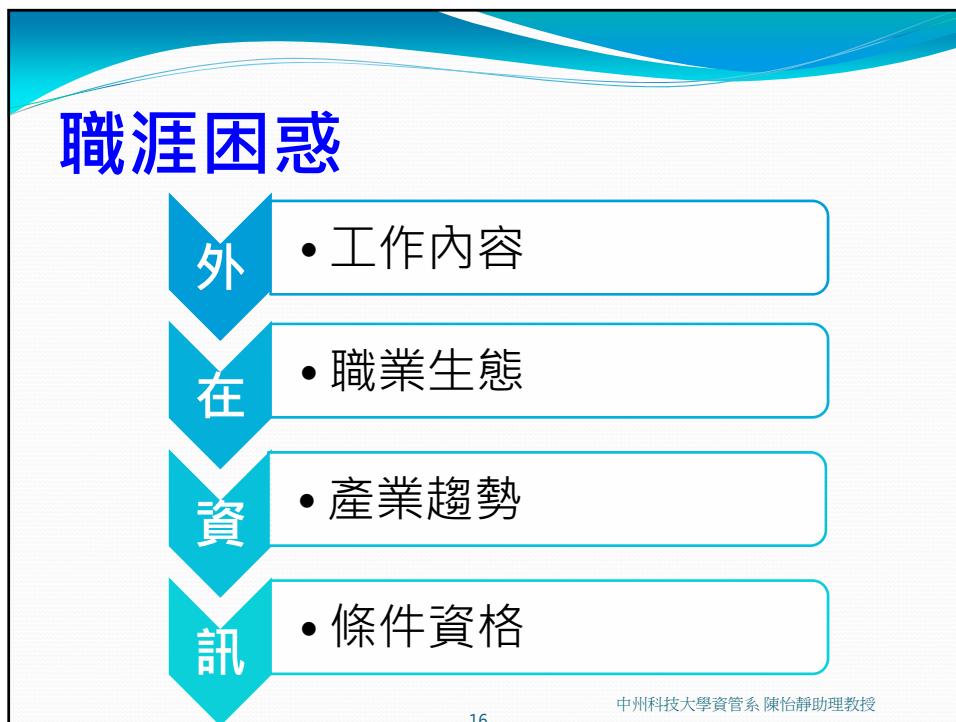 職涯困惑
外
•工作內容
在
•職業生態
資
•產業趨勢
訊
•條件資格
16
中州科技大學資管系 陳怡靜助理教授